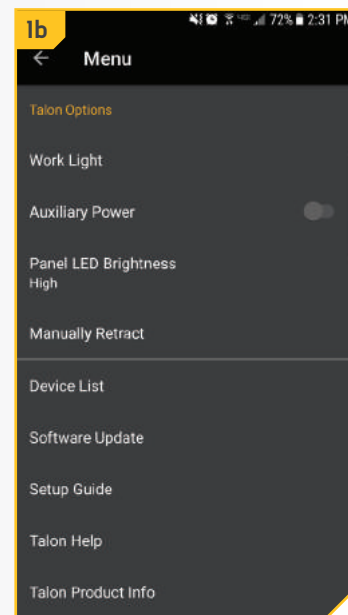 1b
72% 2:31 PM
Menu
Talon Options
Work Light
Auxiliary Power
Panel LED Brightness
High
Manually Retract
Device List
Software Update
Setup Guide
Talon Help
Talon Product Info